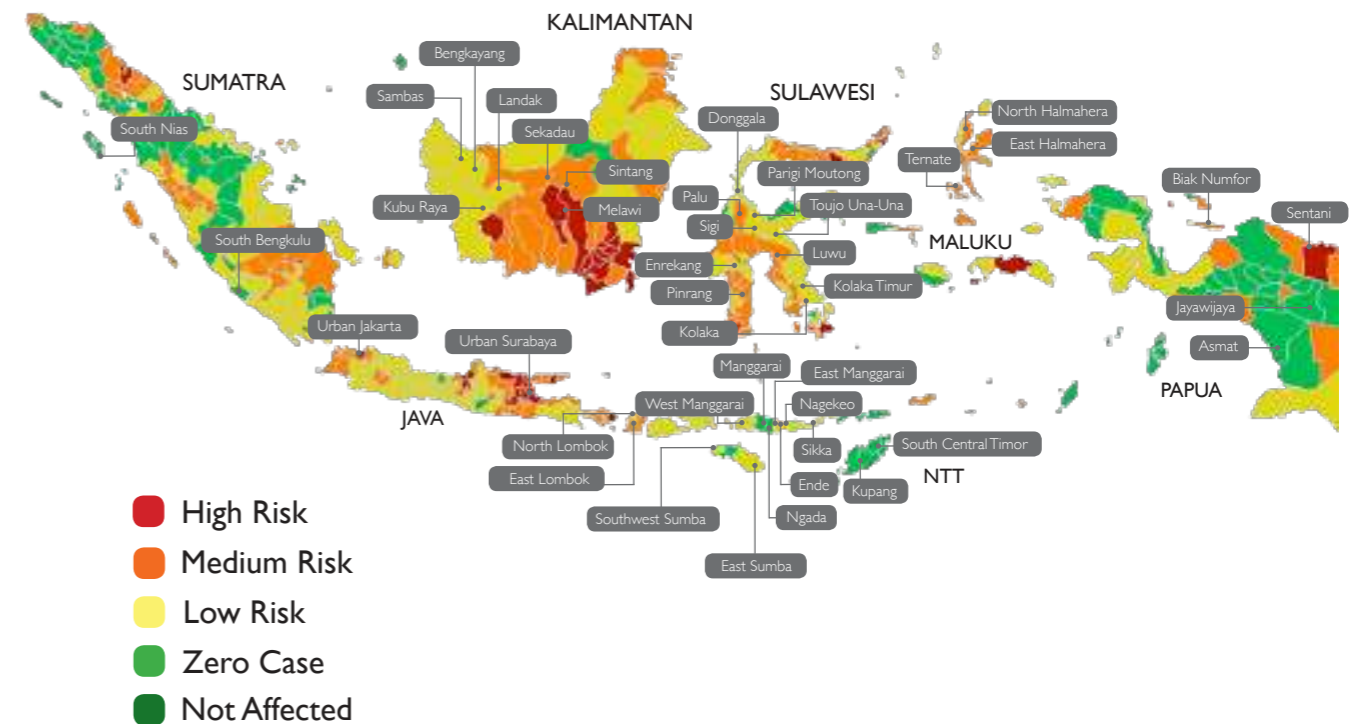 KALIMANTAN
Bengkayang
SUMATRA
Sambas
Landak
SULAWESI
Donggala
North Halmahera
South Nias
Sekadau
East Halmahera
Ternate
Sintang
Parigi Moutong
Biak Numfor
Kubu Raya
Melawi
Palu
Toujo Una-Una
Sentani
Sigi
South Bengkulu
MALUKU
Luwu
Enrekang
Kolaka Timur
Pinrang
Jayawijaya
Urban Jakarta
Kolaka
Urban Surabaya
Asmat
Manggarai
East Manggarai
PAPUA
West Manggarai
Nagekeo
JAVA
North Lombok
Sikka
South Central Timor
East Lombok
Ende
Kupang
NTT
Southwest Sumba
Ngada
East Sumba
High Risk
Medium Risk
Low Risk
Zero Case
Not Affected